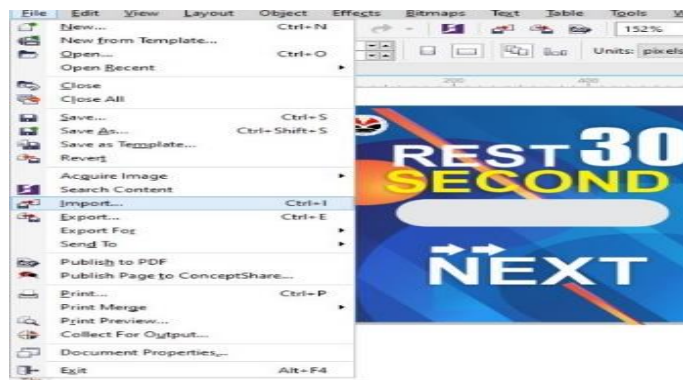 File Edit View Layout Object Effects Bitmaps Text Table Tools
New... Ctrl+N
New from Template...
Open... Ctrl+O
Open Recent
Close
Close All
Save... Ctrl+S
Save As... Ctrl+Shift+S
Save as Template...
Revert
Acquire Image
Search Content
Import... Ctrl+I
Export... Ctrl+E
Export For
Send To
Publish to PDF
Publish Page to ConceptShare...
Print... Ctrl+P
Print Merge
Print Preview...
Collect For Output...
Document Properties...
Exit Alt+F4
152%
Units: pixels
200 400
REST 30
SECOND
NEXT